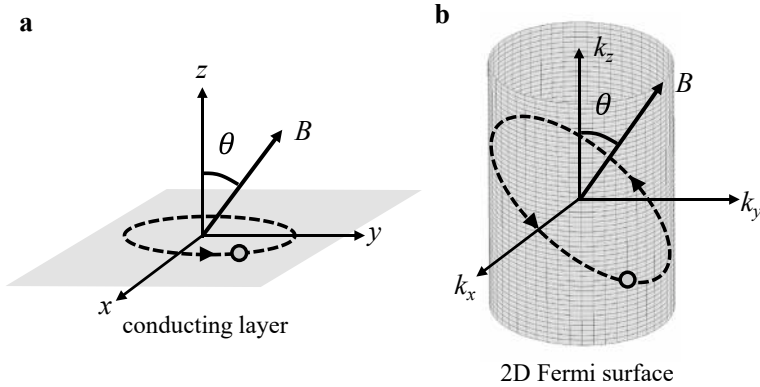 a
z
θ
B
y
x
conducting layer
b
k_z
θ
B
k_y
k_x
2D Fermi surface